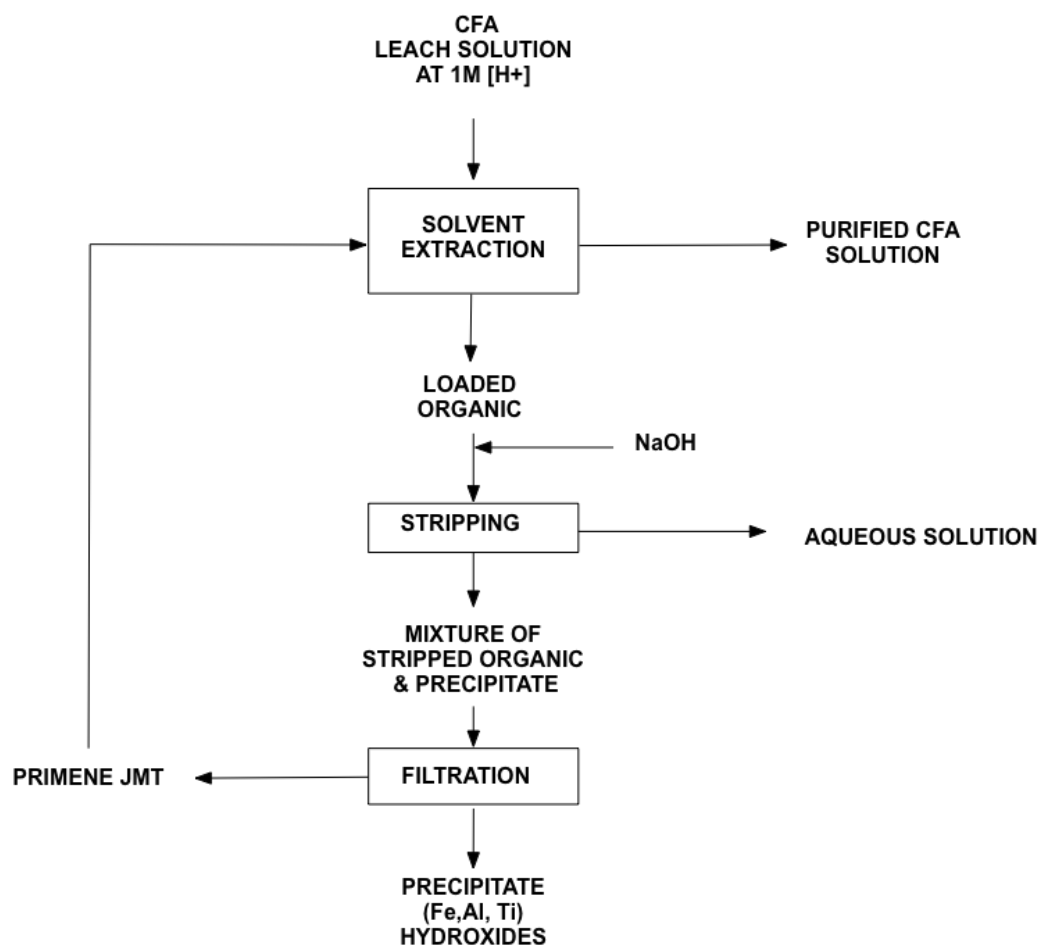 CFA
LEACH SOLUTION
AT 1M [H+]
SOLVENT
EXTRACTION
PURIFIED CFA
SOLUTION
LOADED
ORGANIC
NaOH
STRIPPING
AQUEOUS SOLUTION
MIXTURE OF
STRIPPED ORGANIC
& PRECIPITATE
PRIMENE JMT
FILTRATION
PRECIPITATE
(Fe,Al, Ti)
HYDROXIDES